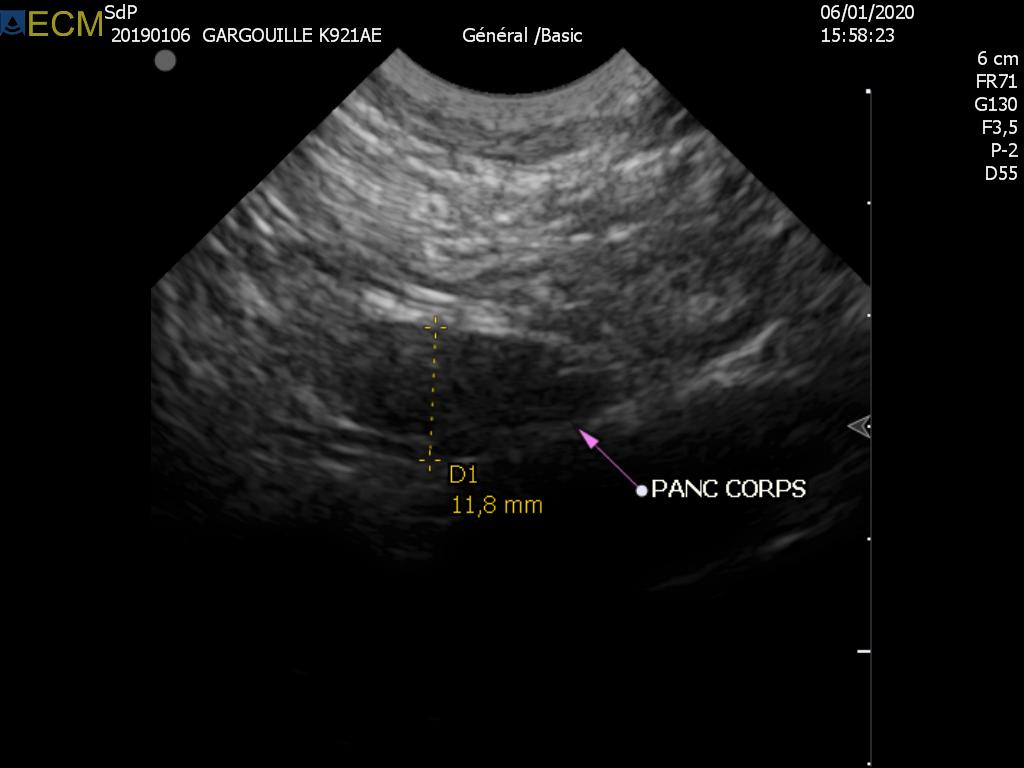 ECM
SdP
20190106 GARGOUILLE K921AE
Général /Basic
06/01/2020
15:58:23
6 cm
FR71
G130
F3,5
P-2
D55
D1
11,8 mm
PANC CORPS